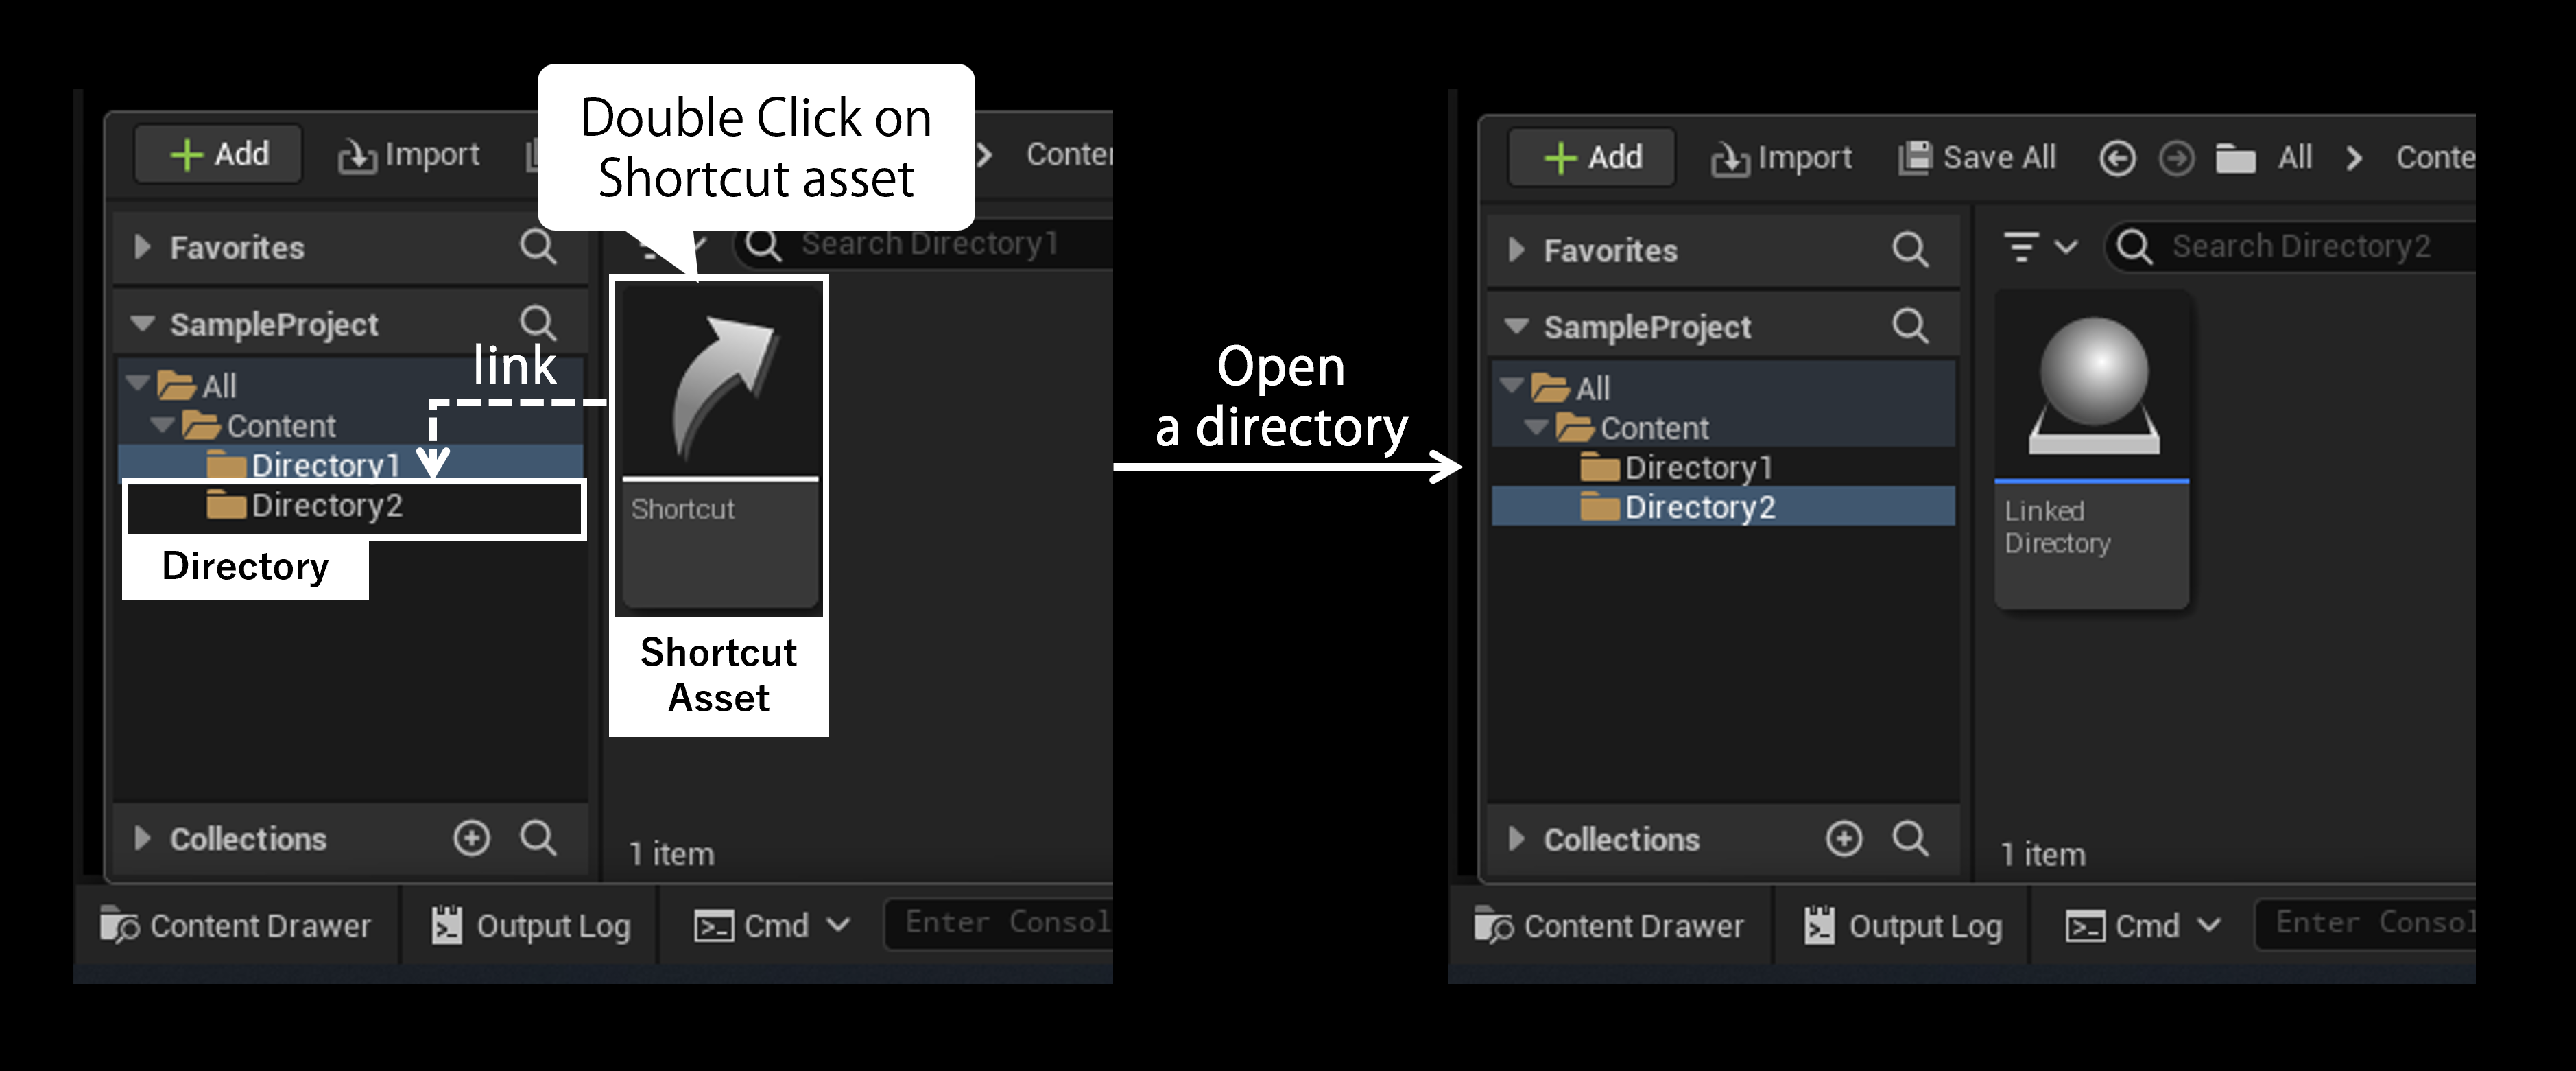 Double Click on
Shortcut asset
Add
Import
Conte
Favorites
Search Directory1
SampleProject
link
All
Content
Directory1
Directory2
Directory
Shortcut
Shortcut
Asset
Collections
1 item
Content Drawer
Output Log
Cmd
Enter Consol
Open
a directory
Add
Import
Save All
All
Conte
Favorites
Search Directory2
SampleProject
All
Content
Directory1
Directory2
Linked
Directory
Collections
1 item
Content Drawer
Output Log
Cmd
Enter Consol